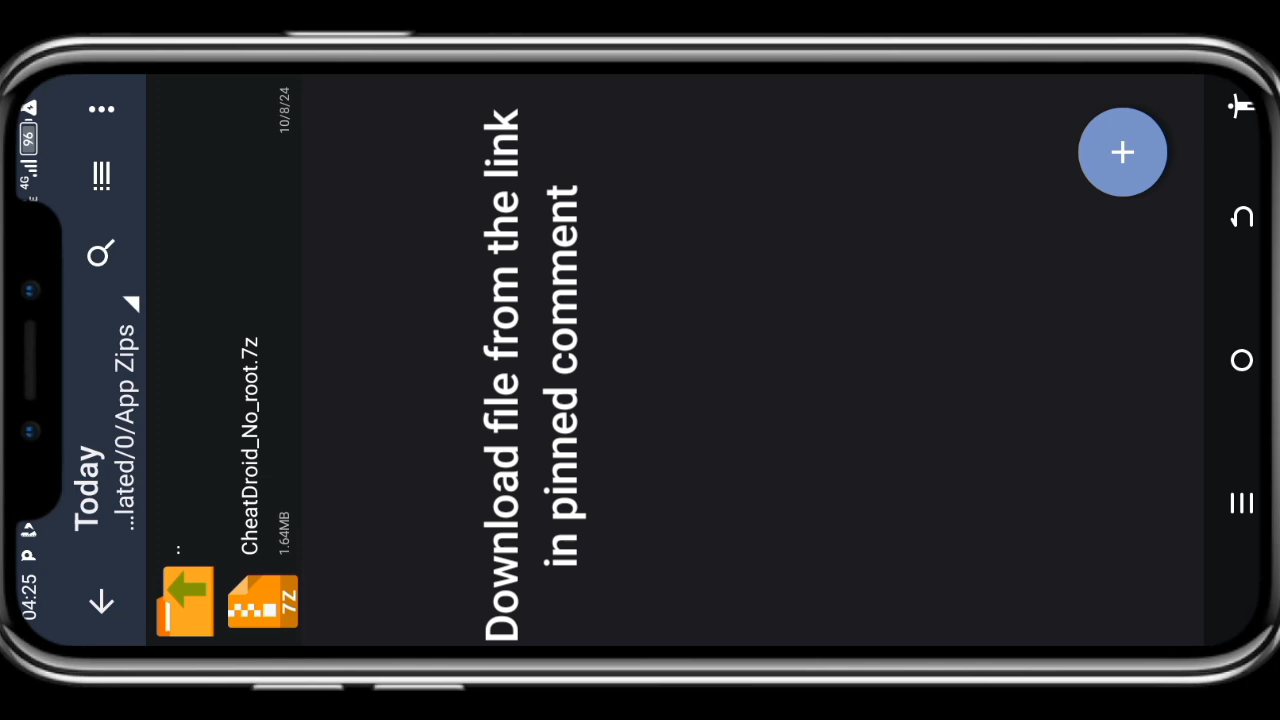 04:25
4G
96
Today
...lated/0/App Zips
..
CheatDroid_No_root.7z
1.64MB
10/8/24
7Z
Download file from the link
in pinned comment